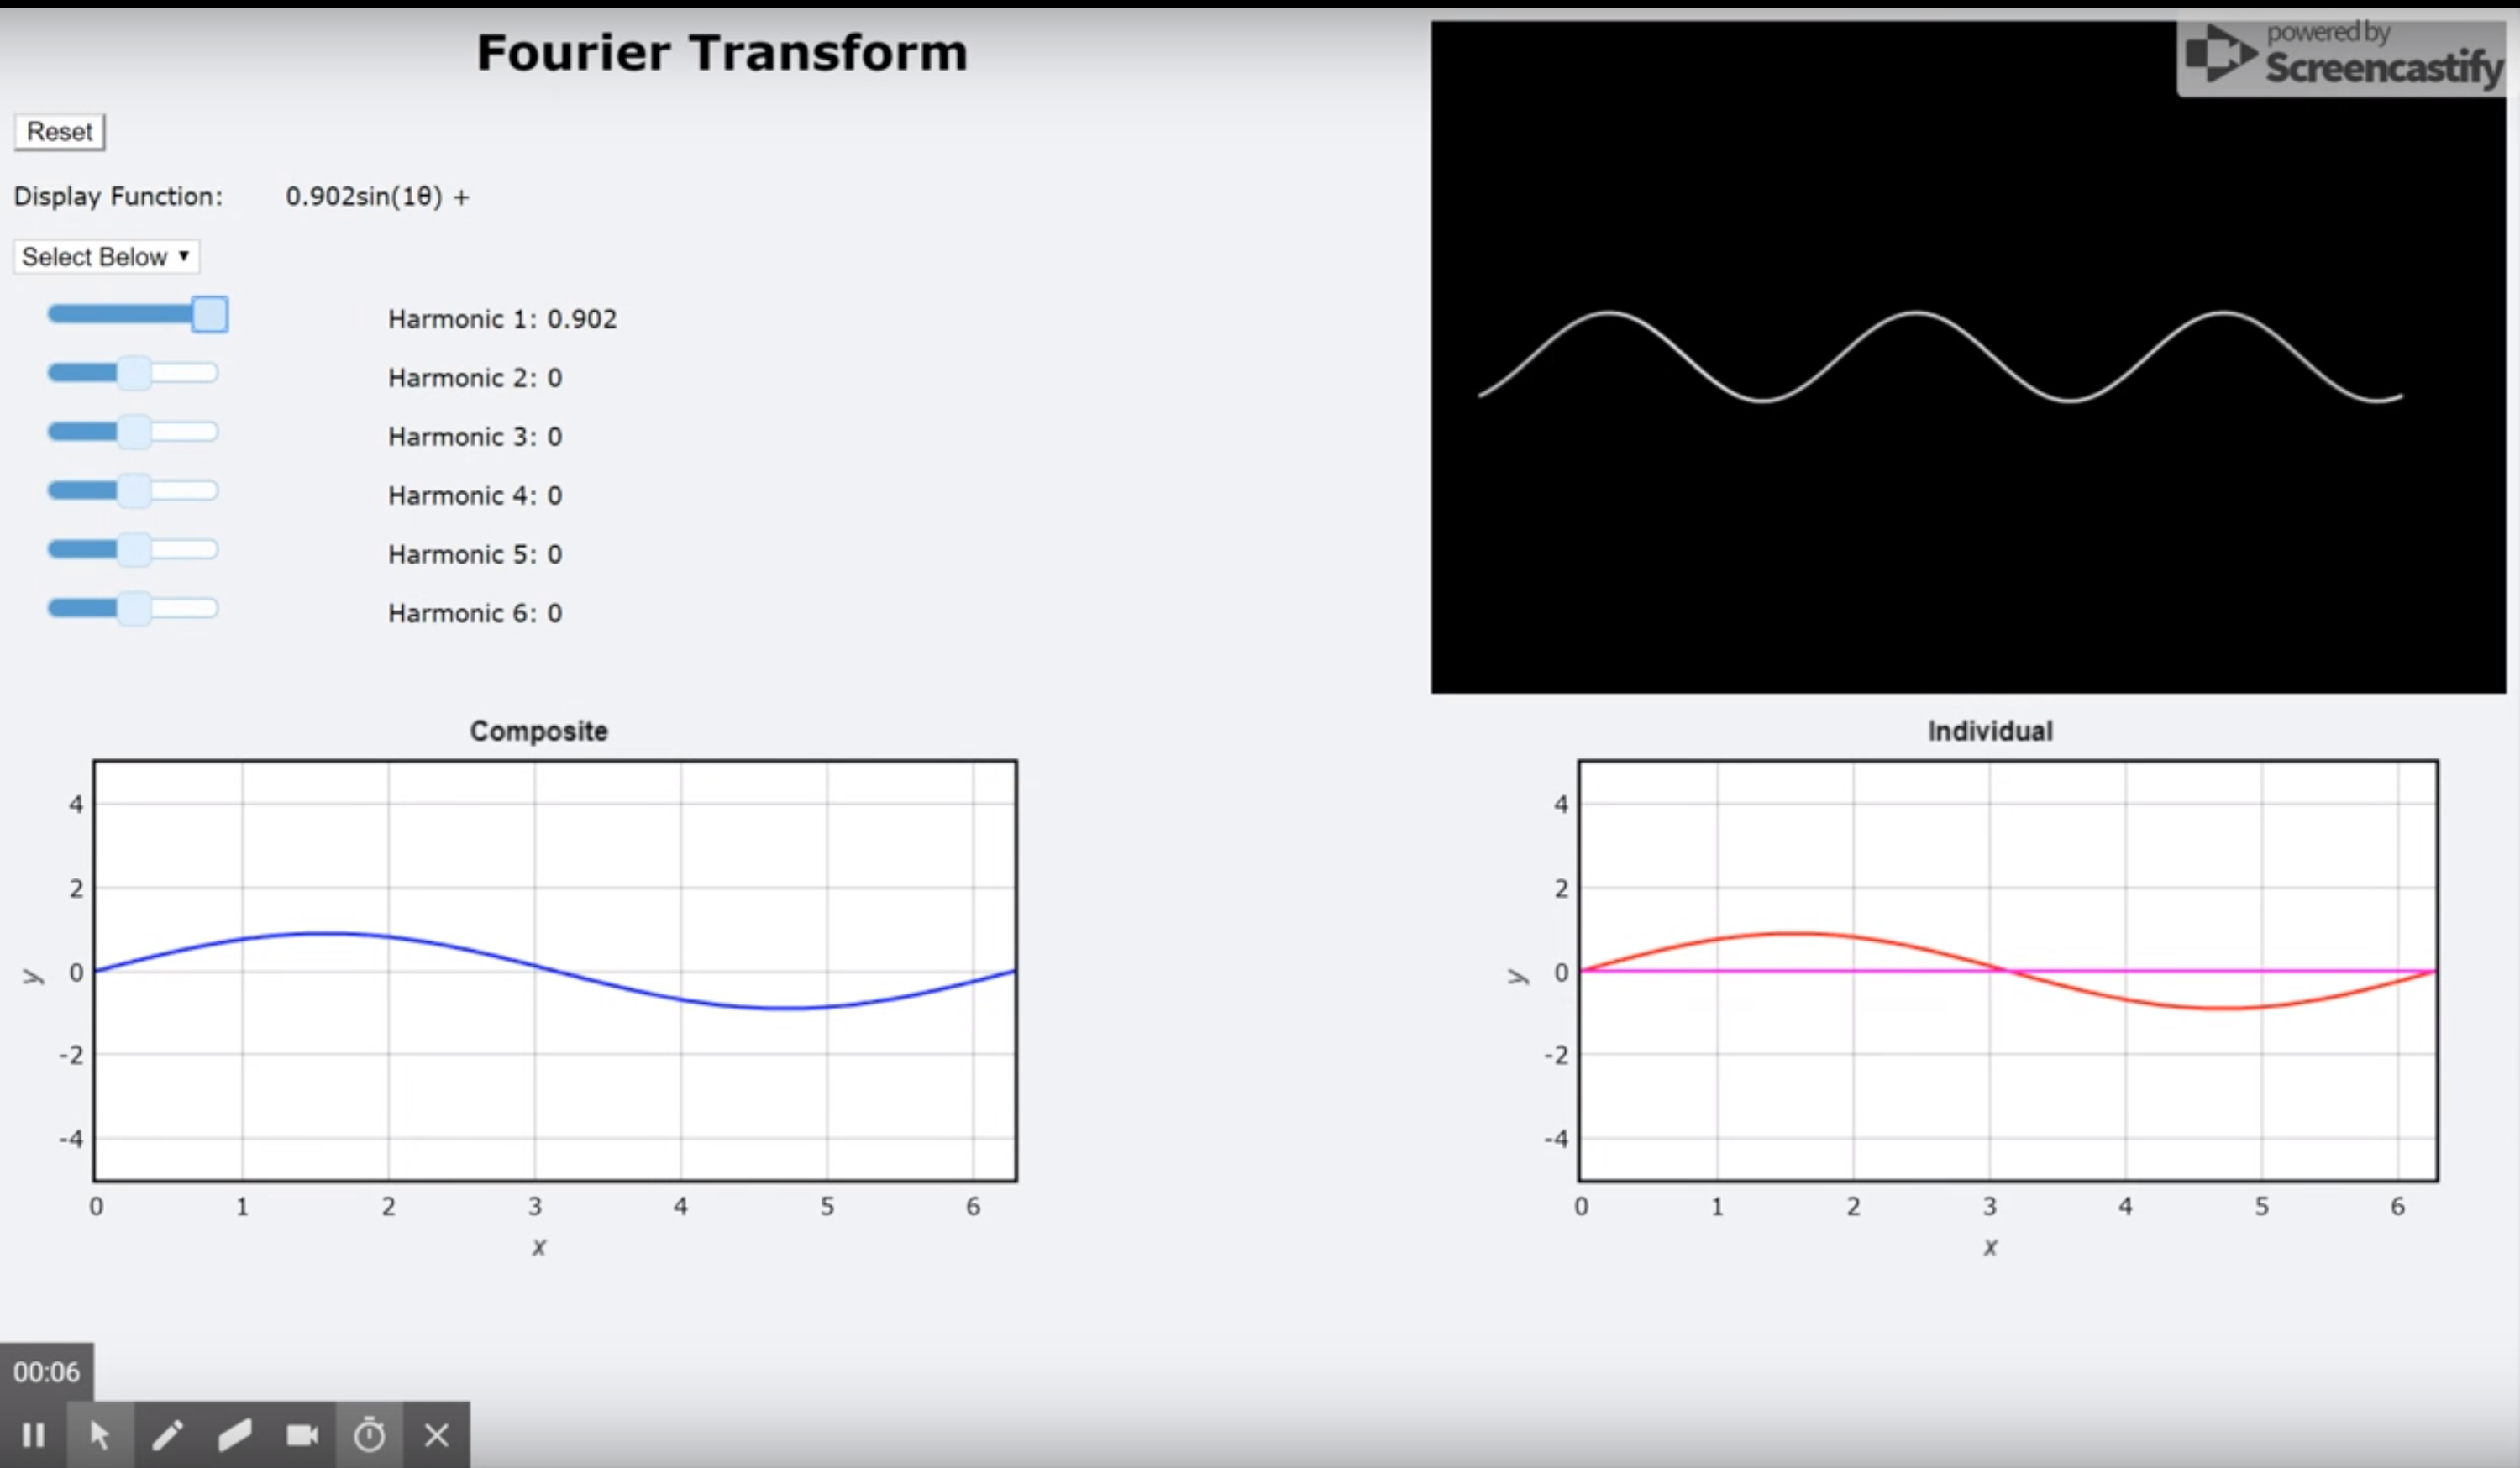 Fourier Transform
powered by
Screencastify
Reset
Display Function: 0.902sin(1θ) +
Select Below ▼
Harmonic 1: 0.902
Harmonic 2: 0
Harmonic 3: 0
Harmonic 4: 0
Harmonic 5: 0
Harmonic 6: 0
Composite
4
2
0
-2
-4
y
0 1 2 3 4 5 6
x
Individual
4
2
0
-2
-4
y
0 1 2 3 4 5 6
x
00:06